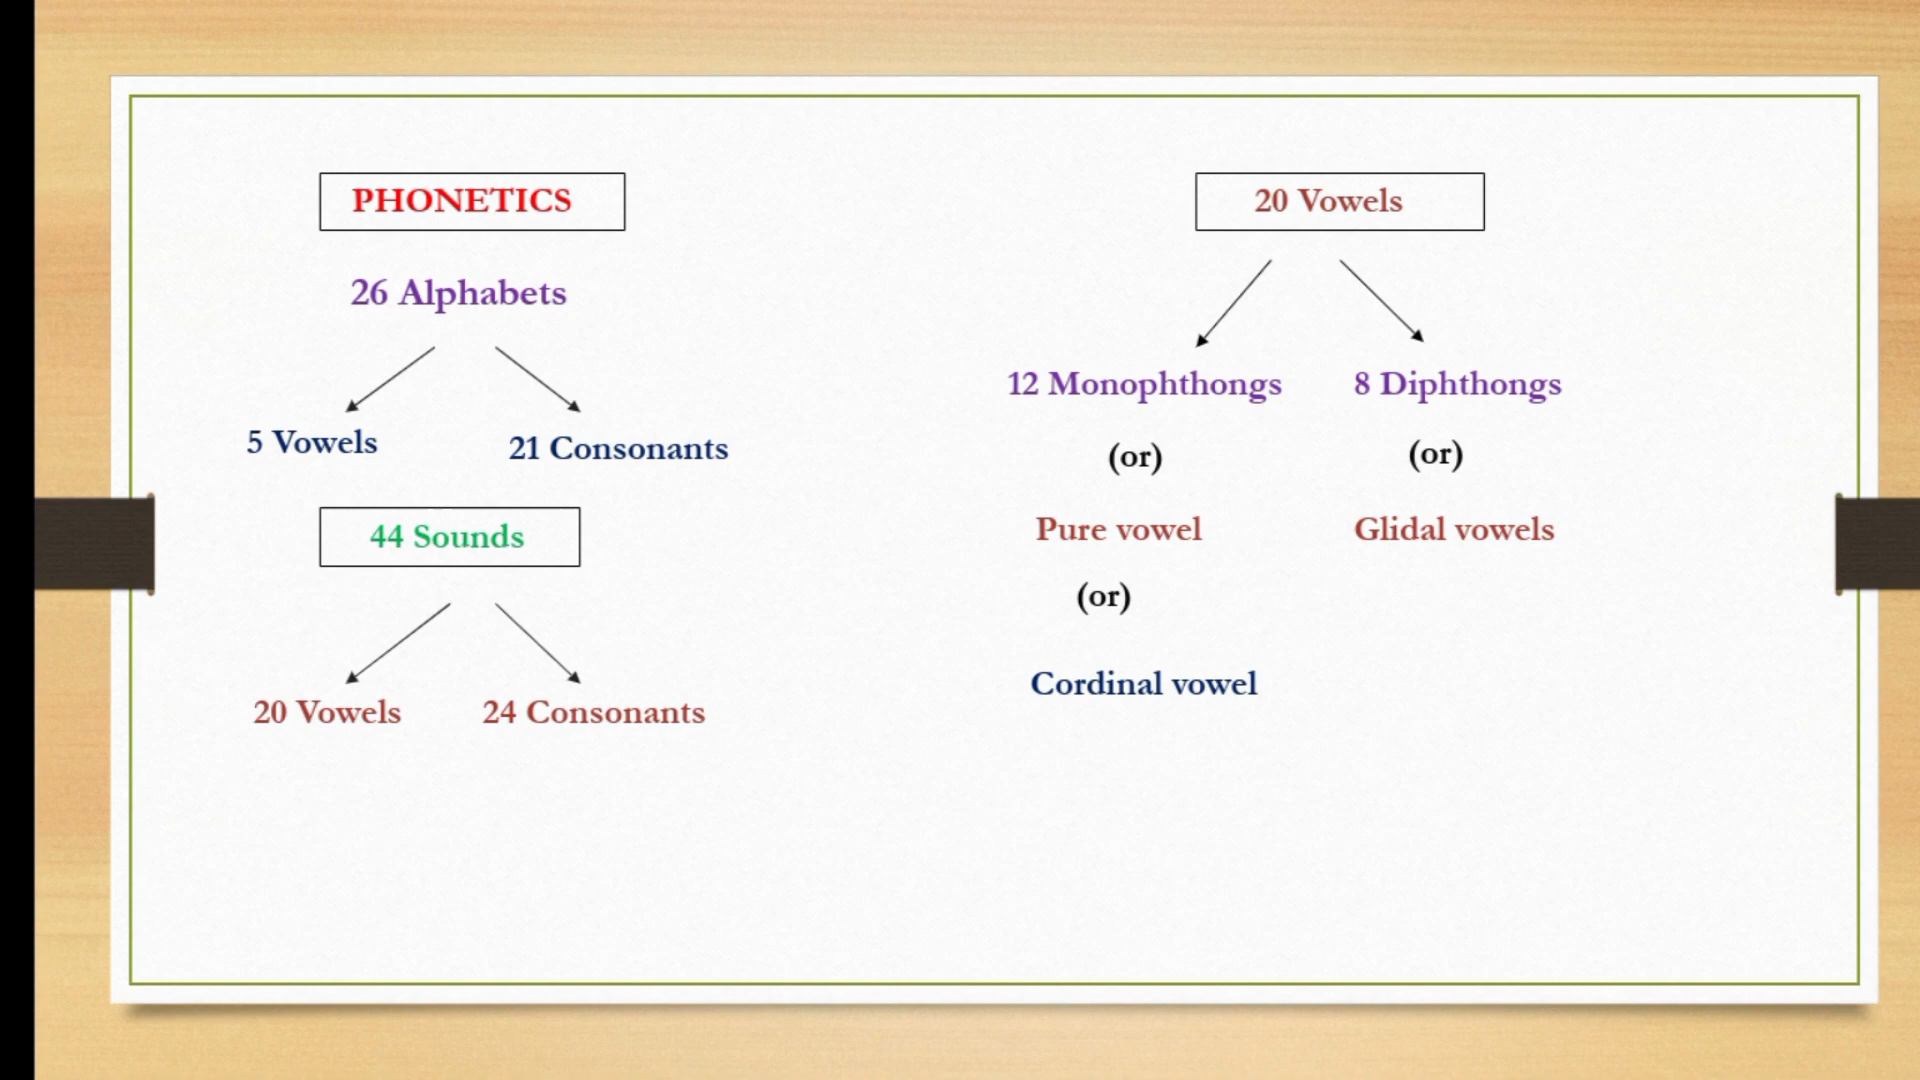 PHONETICS
26 Alphabets
5 Vowels
21 Consonants
44 Sounds
20 Vowels
24 Consonants
20 Vowels
12 Monophthongs
8 Diphthongs
(or)
(or)
Pure vowel
Glidal vowels
(or)
Cordinal vowel